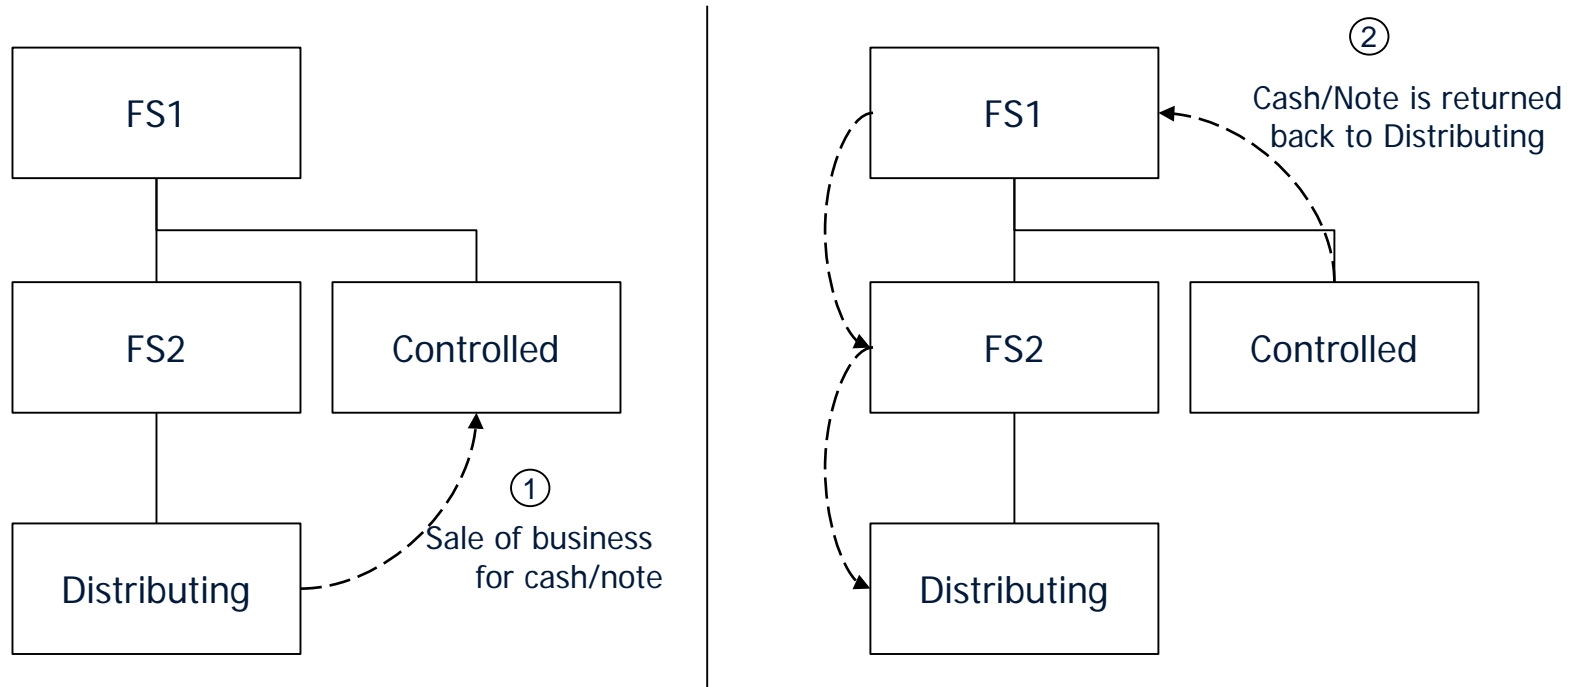 FS1
FS2
Controlled
Distributing
①
Sale of business
for cash/note
②
Cash/Note is returned
back to Distributing
FS1
FS2
Controlled
Distributing